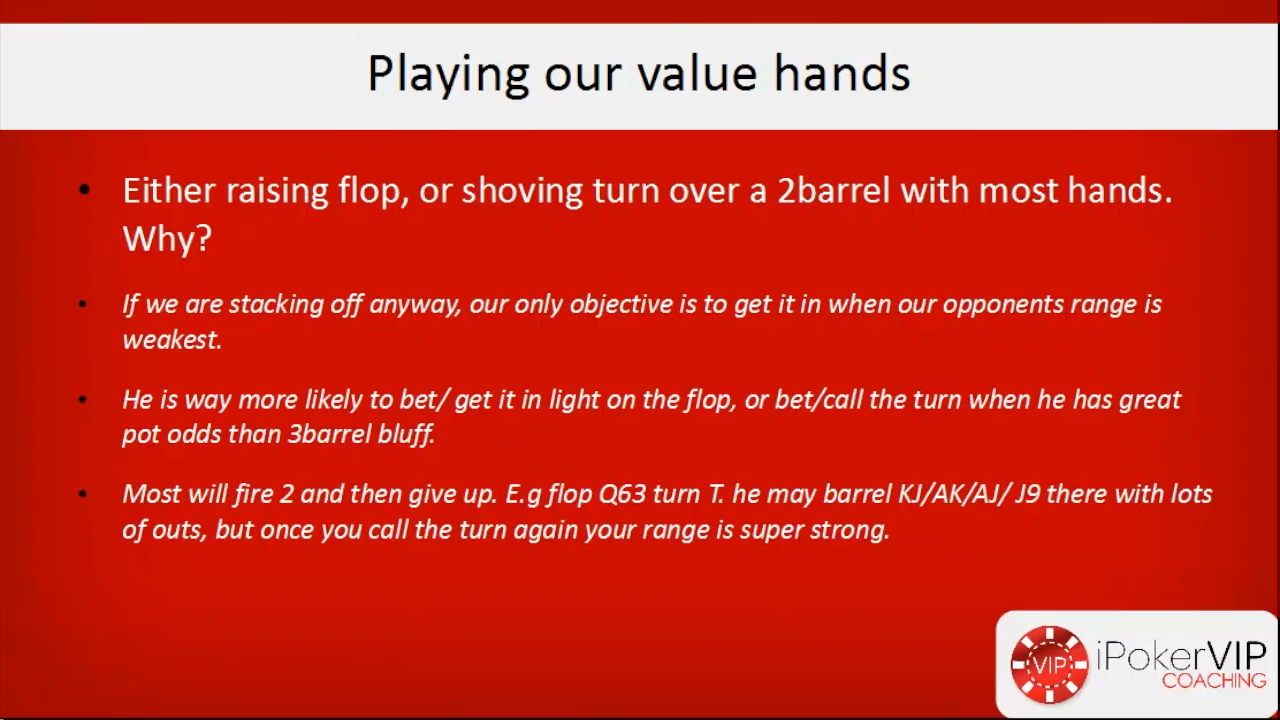 Playing our value hands
• Either raising flop, or shoving turn over a 2barrel with most hands.
Why?
• If we are stacking off anyway, our only objective is to get it in when our opponents range is
weakest.
• He is way more likely to bet/ get it in light on the flop, or bet/call the turn when he has great
pot odds than 3barrel bluff.
• Most will fire 2 and then give up. E.g flop Q63 turn T. he may barrel KJ/AK/AJ/ J9 there with lots
of outs, but once you call the turn again your range is super strong.
VIP
iPokerVIP
COACHING